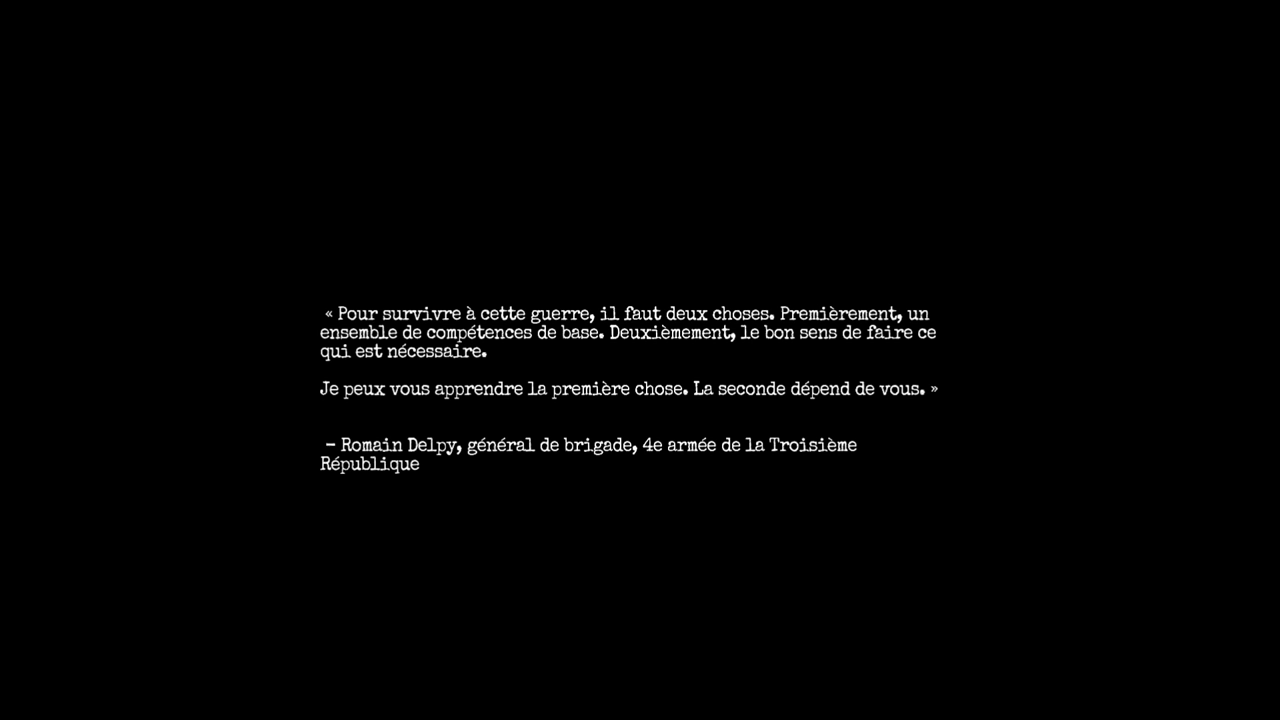 « Pour survivre à cette guerre, il faut deux choses. Premièrement, un
ensemble de compétences de base. Deuxièmement, le bon sens de faire ce
qui est nécessaire.
Je peux vous apprendre la première chose. La seconde dépend de vous. »
– Romain Delpy, général de brigade, 4e armée de la Troisième
République